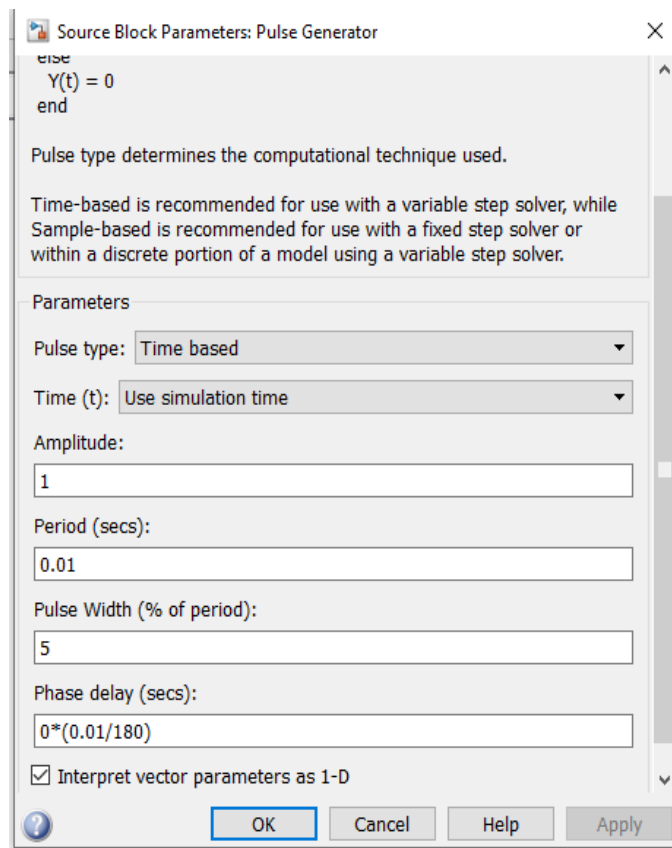 Source Block Parameters: Pulse Generator
else
Y(t) = 0
end
Pulse type determines the computational technique used.
Time-based is recommended for use with a variable step solver, while
Sample-based is recommended for use with a fixed step solver or
within a discrete portion of a model using a variable step solver.
Parameters
Pulse type: Time based
Time (t): Use simulation time
Amplitude:
1
Period (secs):
0.01
Pulse Width (% of period):
5
Phase delay (secs):
0*(0.01/180)
Interpret vector parameters as 1-D
? OK Cancel Help Apply